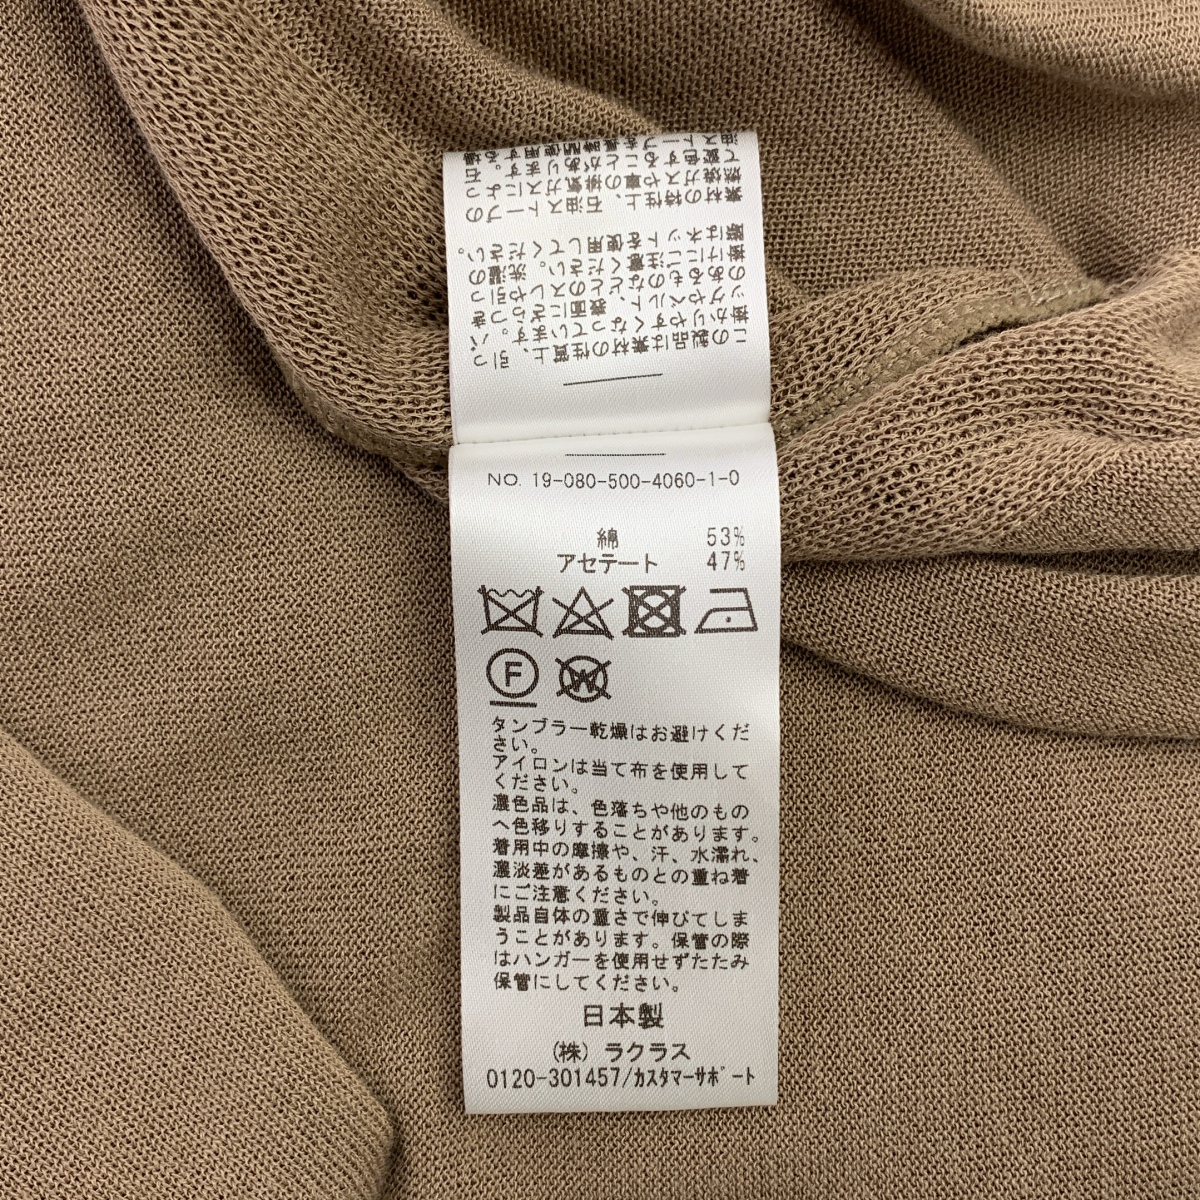 NO. 19-080-500-4060-1-0
綿 53%
アセテート 47%
F
W
タンブラー乾燥はお避けくだ
さい。
アイロンは当て布を使用して
ください。
濃色品は、色落ちや他のもの
へ色移りすることがあります。
着用中の摩擦や、汗、水濡れ、
濃淡差があるものとの重ね着
にご注意ください。
製品自体の重さで伸びてしま
うことがあります。保管の際
はハンガーを使用せずたたみ
保管にしてください。
日本製
(株) ラクラス
0120-301457/カスタマーサポート
この製品は素材の性質上、引っ
掛かりやすくなっています。バ
ッグやベルト、表面にざらつき
のあるものなどとのスレや引っ
掛けにご注意ください。洗濯の
際はネットを使用してください。
素材の特性上、石油ストーブの
燃焼ガスや車の排気ガスによっ
て変色することがあります。石